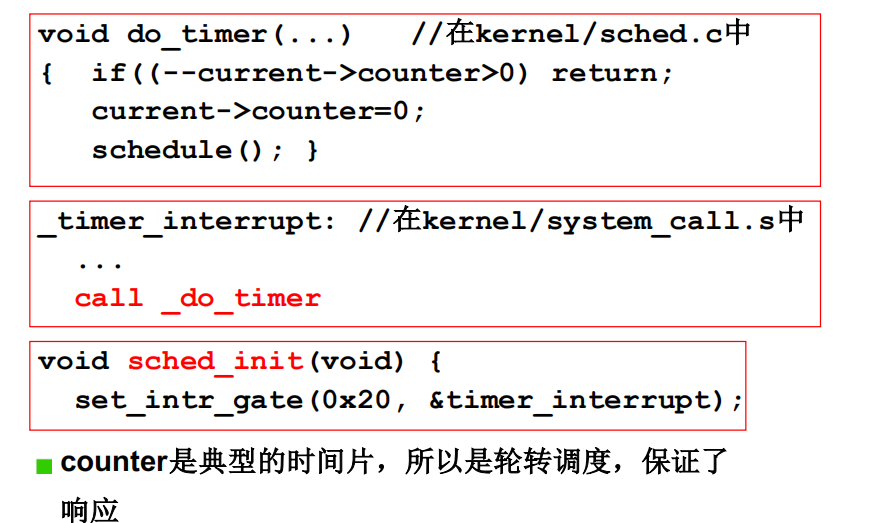 void do_timer(...)   //在kernel/sched.c中
{  if((--current->counter>0) return;
   current->counter=0;
   schedule(); }
_timer_interrupt: //在kernel/system_call.s中
  ...
  call _do_timer
void sched_init(void) {
  set_intr_gate(0x20, &timer_interrupt);
counter是典型的时间片，所以是轮转调度，保证了
响应